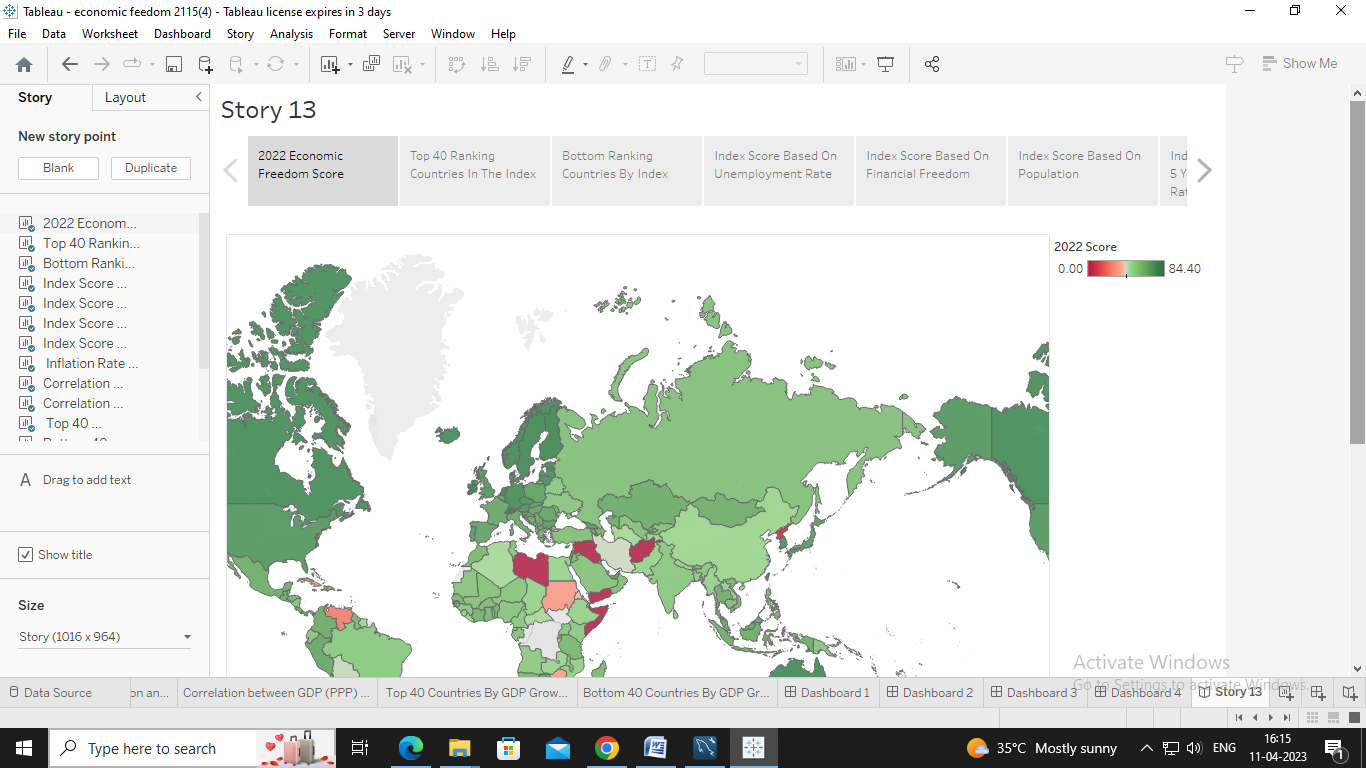 Tableau - economic feedom 2115(4) - Tableau license expires in 3 days
File Data Worksheet Dashboard Story Analysis Format Server Window Help
Show Me
Story Layout
New story point
Blank Duplicate
2022 Econom...
Top 40 Rankin...
Bottom Ranki...
Index Score ...
Index Score ...
Index Score ...
Index Score ...
Inflation Rate ...
Correlation ...
Correlation ...
Top 40 ...
A Drag to add text
Show title
Size
Story (1016 x 964)
Story 13
2022 Economic
Freedom Score
Top 40 Ranking
Countries In The Index
Bottom Ranking
Countries By Index
Index Score Based On
Unemployment Rate
Index Score Based On
Financial Freedom
Index Score Based On
Population
Ind
5 Y
Rat
2022 Score
0.00 84.40
Activate Windows
Go to Settings to activate Windows.
Data Source on an... Correlation between GDP (PPP) ... Top 40 Countries By GDP Grow... Bottom 40 Countries By GDP Gr... Dashboard 1 Dashboard 2 Dashboard 3 Dashboard 4 Story 13
Type here to search
35°C Mostly sunny
ENG
16:15
11-04-2023
1